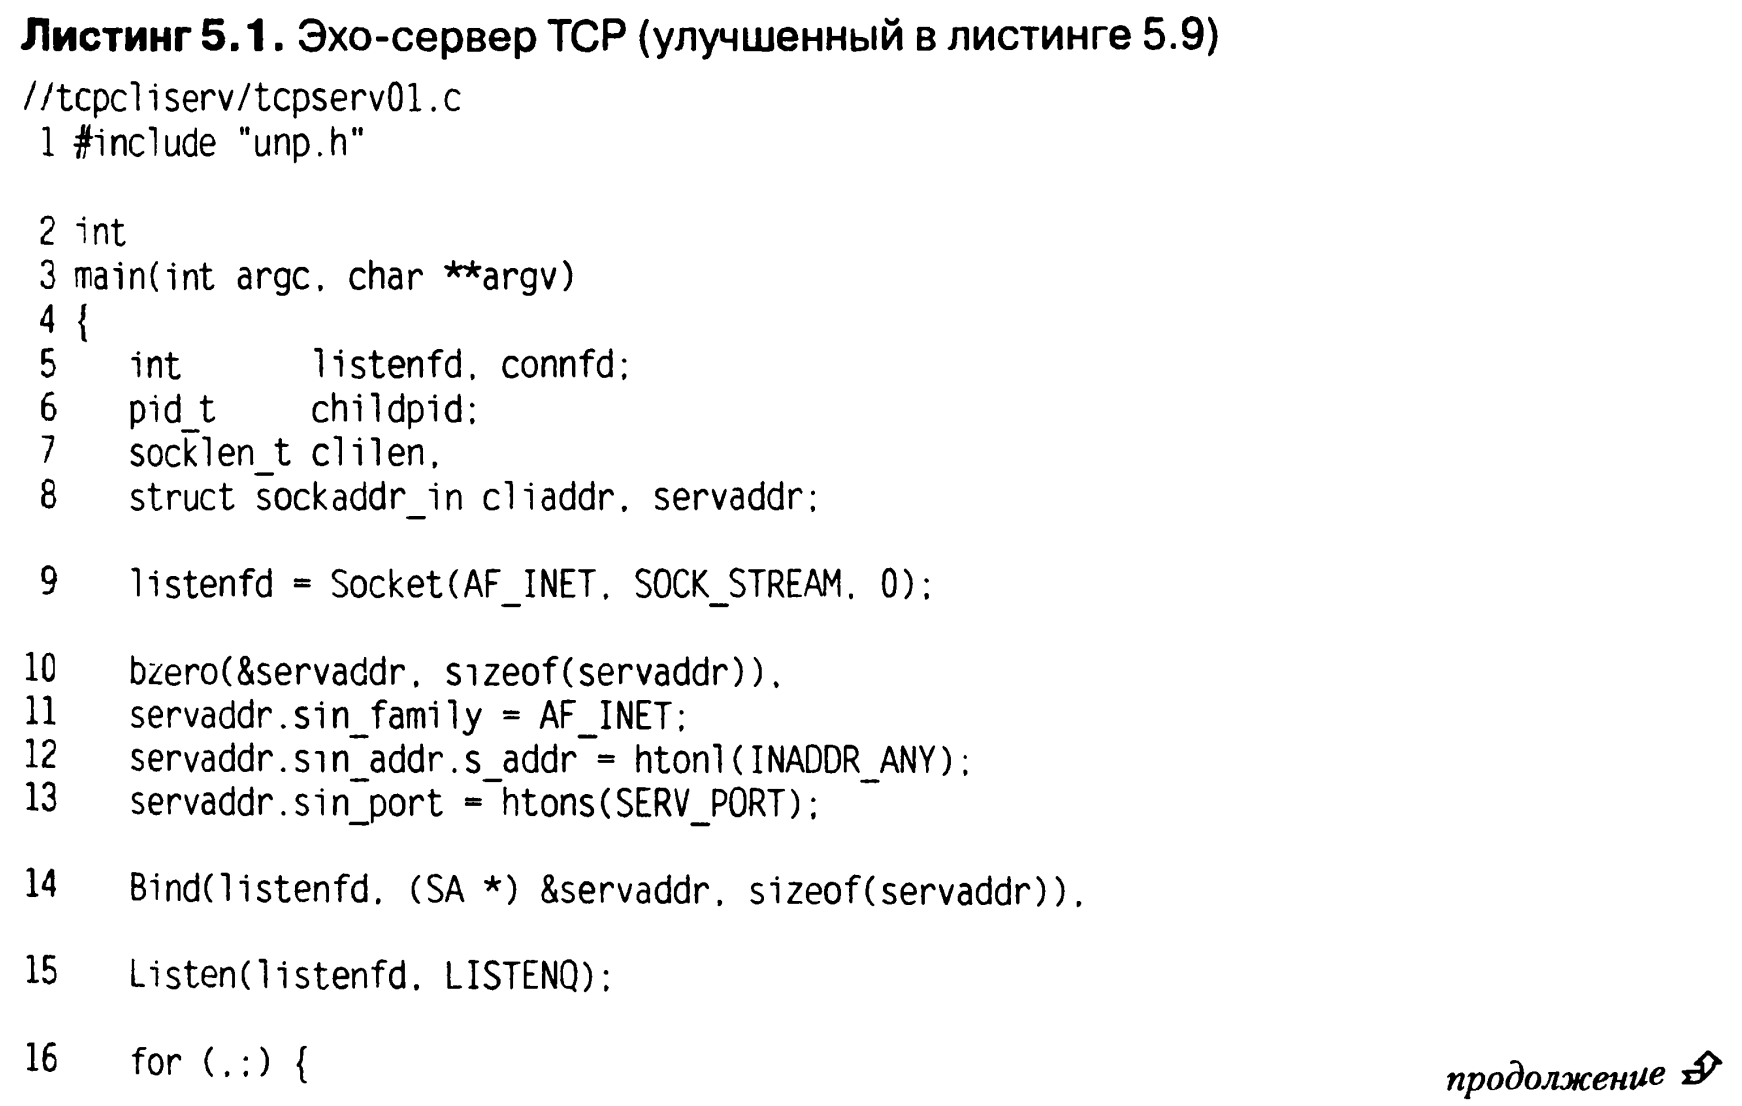 Листинг 5.1. Эхо-сервер TCP (улучшенный в листинге 5.9)
//tcpcliserv/tcpserv01.c
1 #include "unp.h"
2 int
3 main(int argc. char **argv)
4 {
5 int listenfd. connfd;
6 pid_t childpid;
7 socklen_t clilen.
8 struct sockaddr_in cliaddr. servaddr;
9 listenfd = Socket(AF_INET. SOCK_STREAM. 0);
10 bzero(&servaddr. sizeof(servaddr)).
11 servaddr.sin_family = AF_INET;
12 servaddr.sin_addr.s_addr = htonl(INADDR_ANY);
13 servaddr.sin_port = htons(SERV_PORT);
14 Bind(listenfd. (SA *) &servaddr. sizeof(servaddr)).
15 Listen(listenfd. LISTENQ);
16 for (.;) {
продолжение